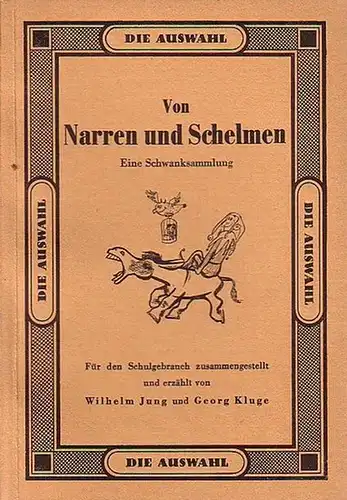 DIE AUSWAHL
Von
Narren und Schelmen
Eine Schwanksammlung
DIE AUSWAHL
DIE AUSWAHL
Für den Schulgebrauch zusammengestellt
und erzählt von
Wilhelm Jung und Georg Kluge
DIE AUSWAHL